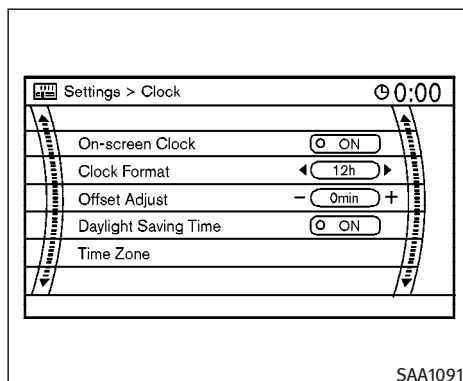 Settings > Clock 0:00
On-screen Clock ON
Clock Format 12h
Offset Adjust − 0min +
Daylight Saving Time ON
Time Zone
SAA1091